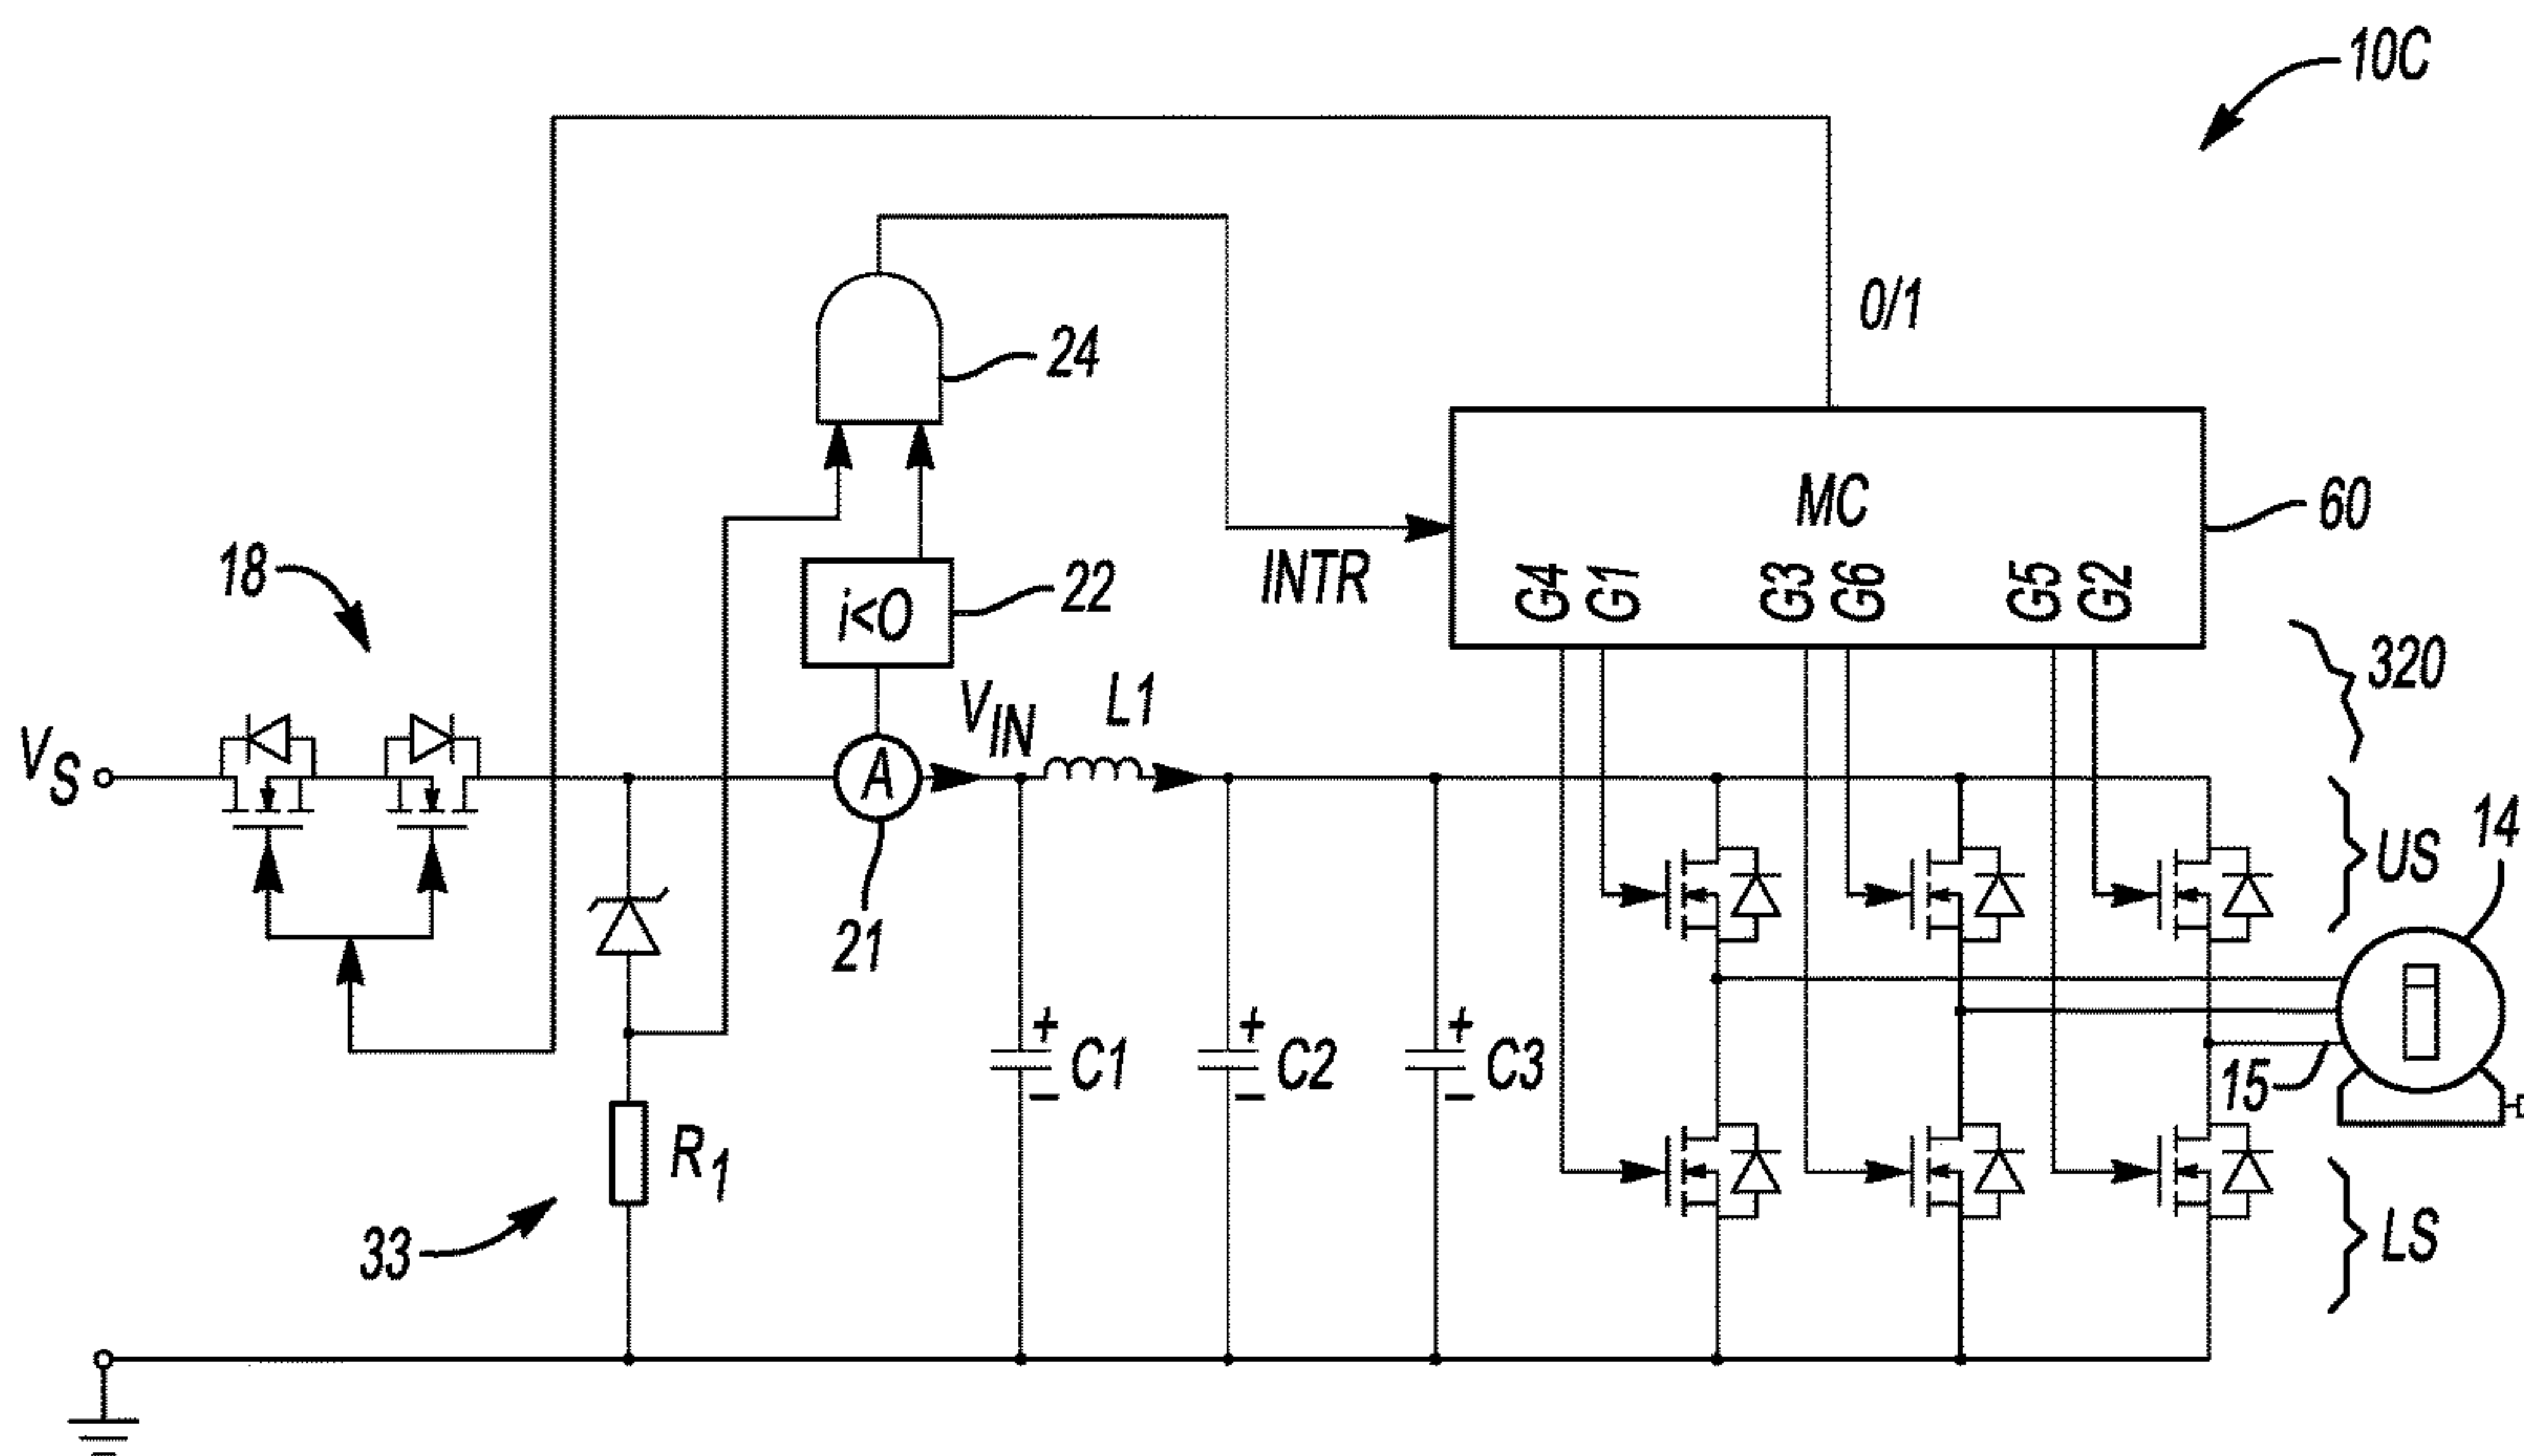 10C
0/1
24
MC
60
INTR
G4
G1
G3
G6
G5
G2
18
i<0
22
320
VS
VIN
L1
A
US
14
21
+
C1
−
+
C2
−
+
C3
−
15
R1
33
LS